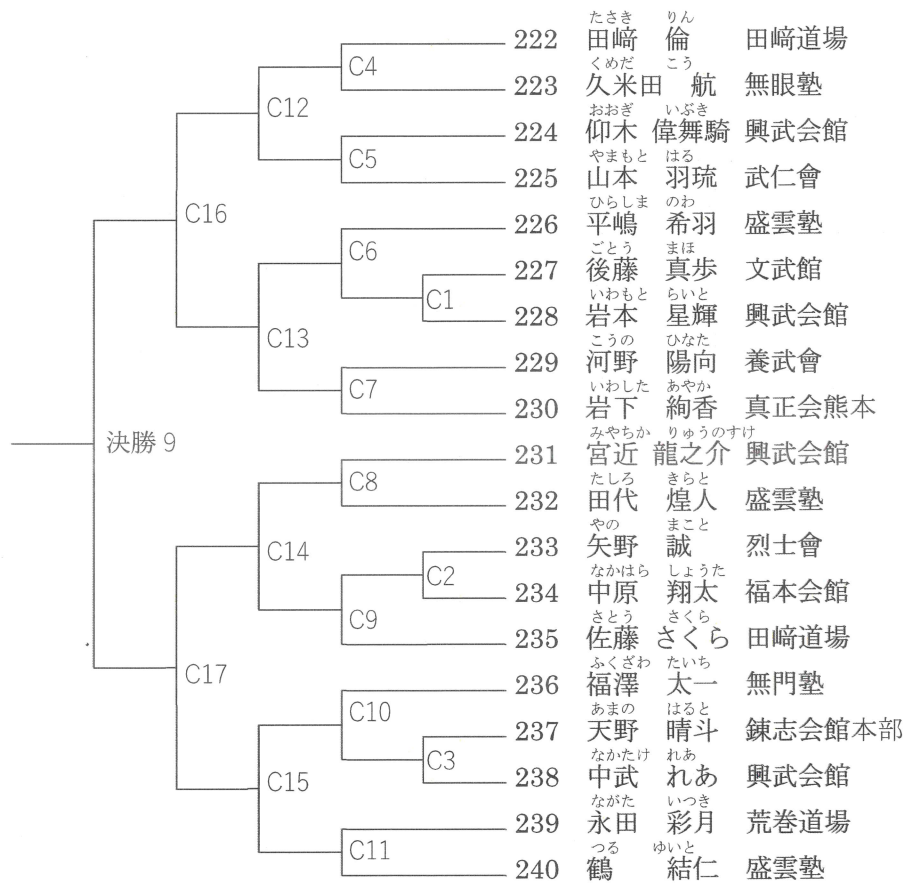 たさき りん
222 田﨑 倫 田﨑道場
C4
くめだ こう
223 久米田 航 無眼塾
C12
おおぎ いぶき
224 仰木 偉舞騎 興武会館
C5
やまもと はる
225 山本 羽琉 武仁會
C16
ひらしま のわ
226 平嶋 希羽 盛雲塾
C6
ごとう まほ
227 後藤 真歩 文武館
C1
いわもと らいと
228 岩本 星輝 興武会館
C13
こうの ひなた
229 河野 陽向 養武會
C7
いわした あやか
230 岩下 絢香 真正会熊本
決勝 9
みやちか りゅうのすけ
231 宮近 龍之介 興武会館
C8
たしろ きらと
232 田代 煌人 盛雲塾
C14
やの まこと
233 矢野 誠 烈士會
C2
なかはら しょうた
234 中原 翔太 福本会館
C9
さとう さくら
235 佐藤 さくら 田﨑道場
C17
ふくざわ たいち
236 福澤 太一 無門塾
C10
あまの はると
237 天野 晴斗 錬志会館本部
C3
なかたけ れあ
238 中武 れあ 興武会館
C15
ながた いつき
239 永田 彩月 荒巻道場
C11
つる ゆいと
240 鶴 結仁 盛雲塾